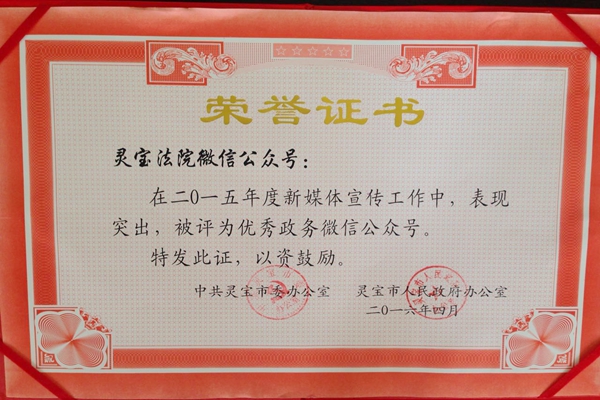 荣誉证书
灵宝法院微信公众号：
在二〇一五年度新媒体宣传工作中，表现
突出，被评为优秀政务微信公众号。
特发此证，以资鼓励。
中共灵宝市委办公室 灵宝市人民政府办公室
二〇一六年四月